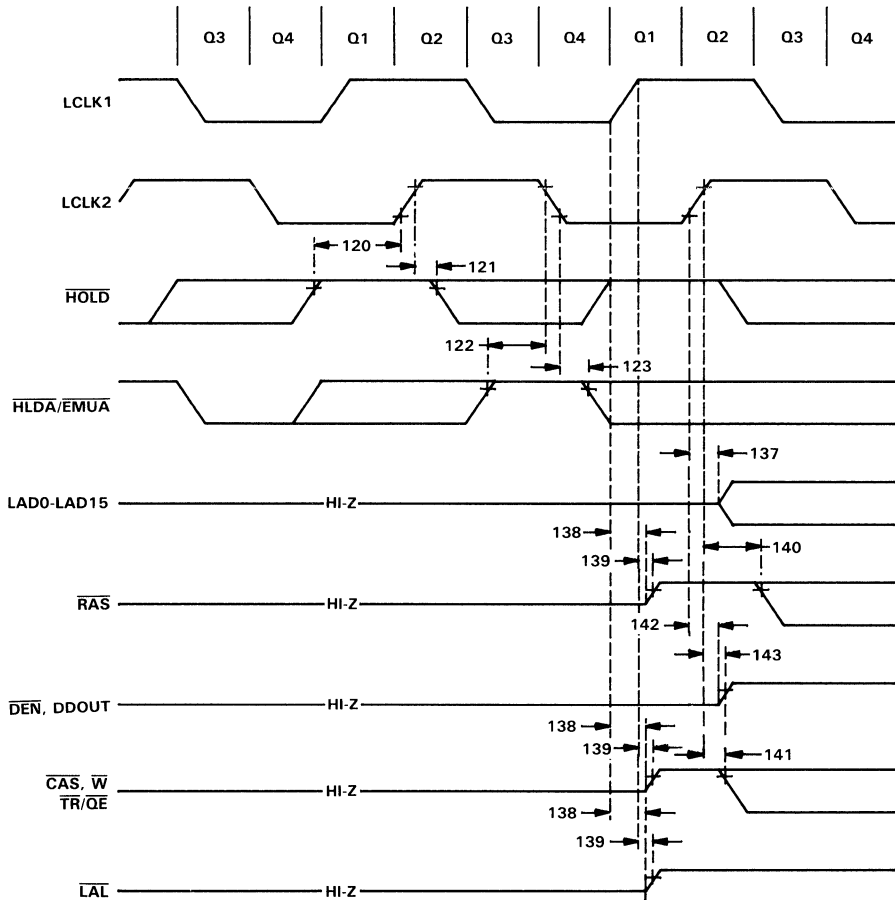 Q3 Q4 Q1 Q2 Q3 Q4 Q1 Q2 Q3 Q4
LCLK1
LCLK2
120
121
HOLD
122
123
HLDA/EMUA
137
LAD0-LAD15 HI-Z
138
140
139
RAS HI-Z
142
143
DEN, DDOUT HI-Z
138
139
141
CAS, W
TR/QE HI-Z
138
139
LAL HI-Z